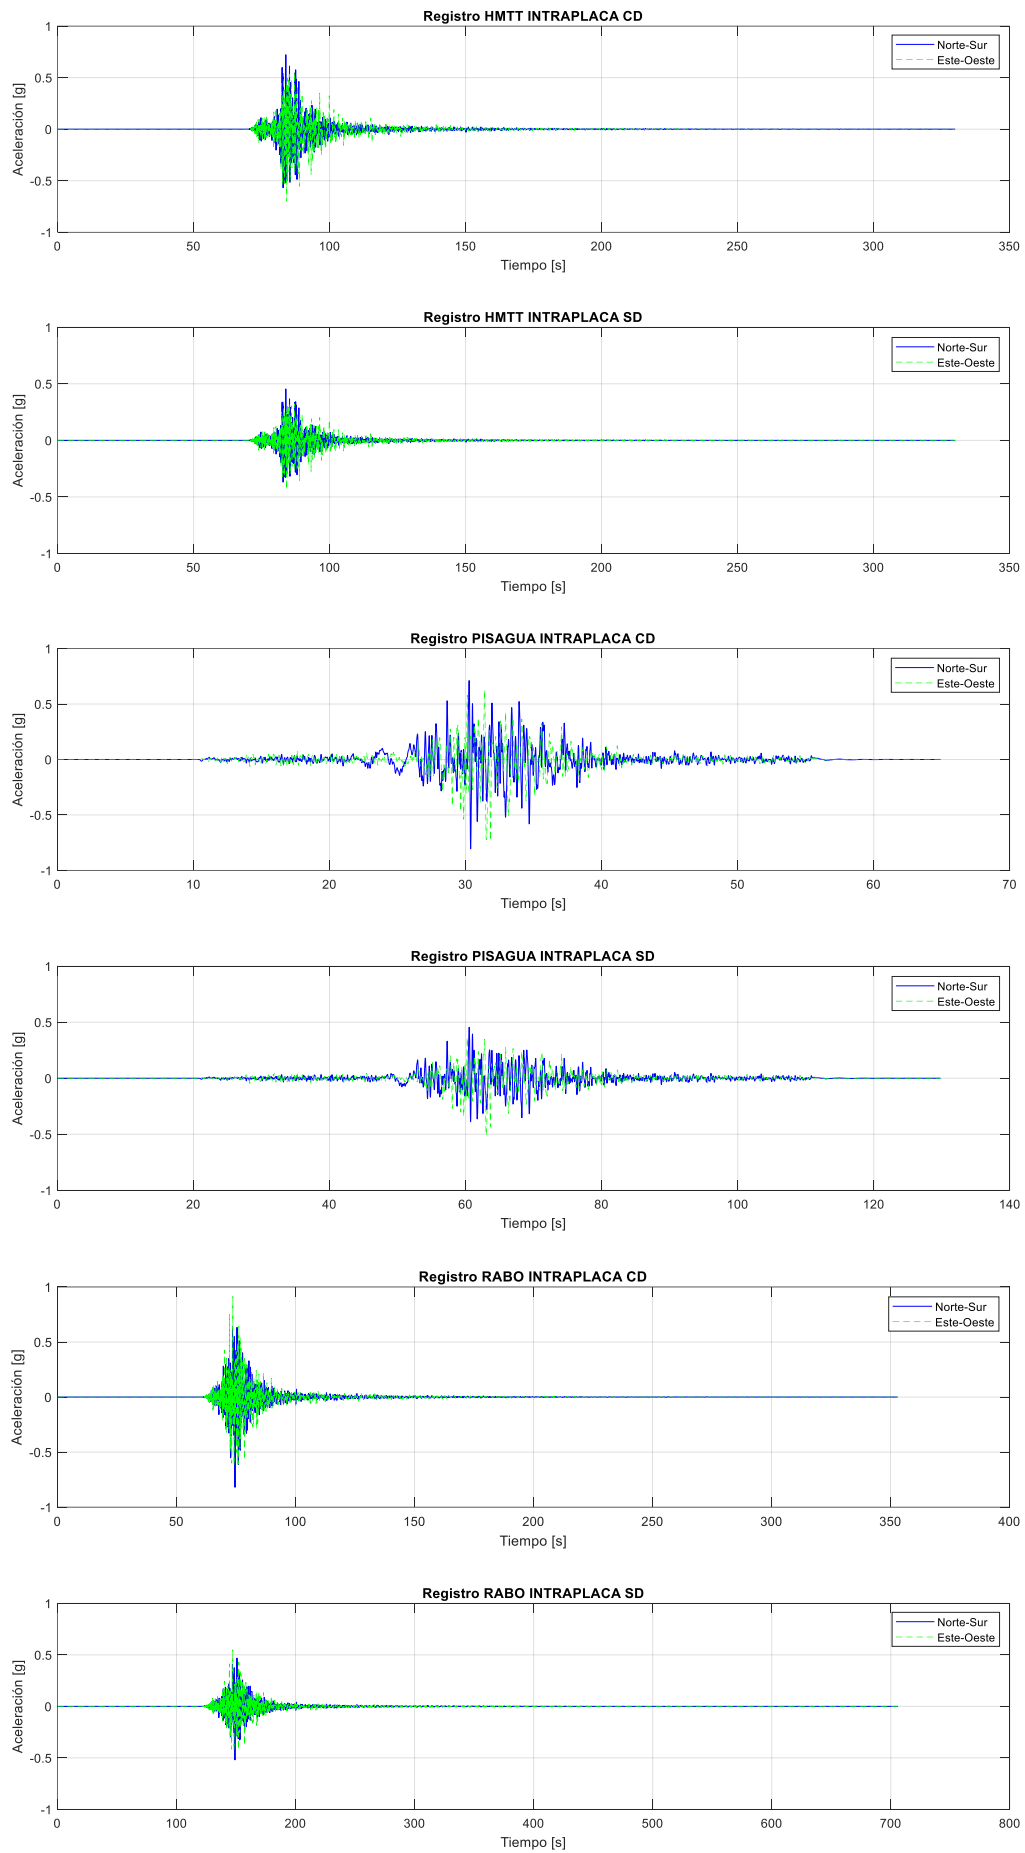 Registro HMTT INTRAPLACA CD
1
0.5
0
-0.5
-1
Aceleración [g]
Norte-Sur
Este-Oeste
0 50 100 150 200 250 300 350
Tiempo [s]
Registro HMTT INTRAPLACA SD
1
0.5
0
-0.5
-1
Aceleración [g]
Norte-Sur
Este-Oeste
0 50 100 150 200 250 300 350
Tiempo [s]
Registro PISAGUA INTRAPLACA CD
1
0.5
0
-0.5
-1
Aceleración [g]
Norte-Sur
Este-Oeste
0 10 20 30 40 50 60 70
Tiempo [s]
Registro PISAGUA INTRAPLACA SD
1
0.5
0
-0.5
-1
Aceleración [g]
Norte-Sur
Este-Oeste
0 20 40 60 80 100 120 140
Tiempo [s]
Registro RABO INTRAPLACA CD
1
0.5
0
-0.5
-1
Aceleración [g]
Norte-Sur
Este-Oeste
0 50 100 150 200 250 300 350 400
Tiempo [s]
Registro RABO INTRAPLACA SD
1
0.5
0
-0.5
-1
Aceleración [g]
Norte-Sur
Este-Oeste
0 100 200 300 400 500 600 700 800
Tiempo [s]